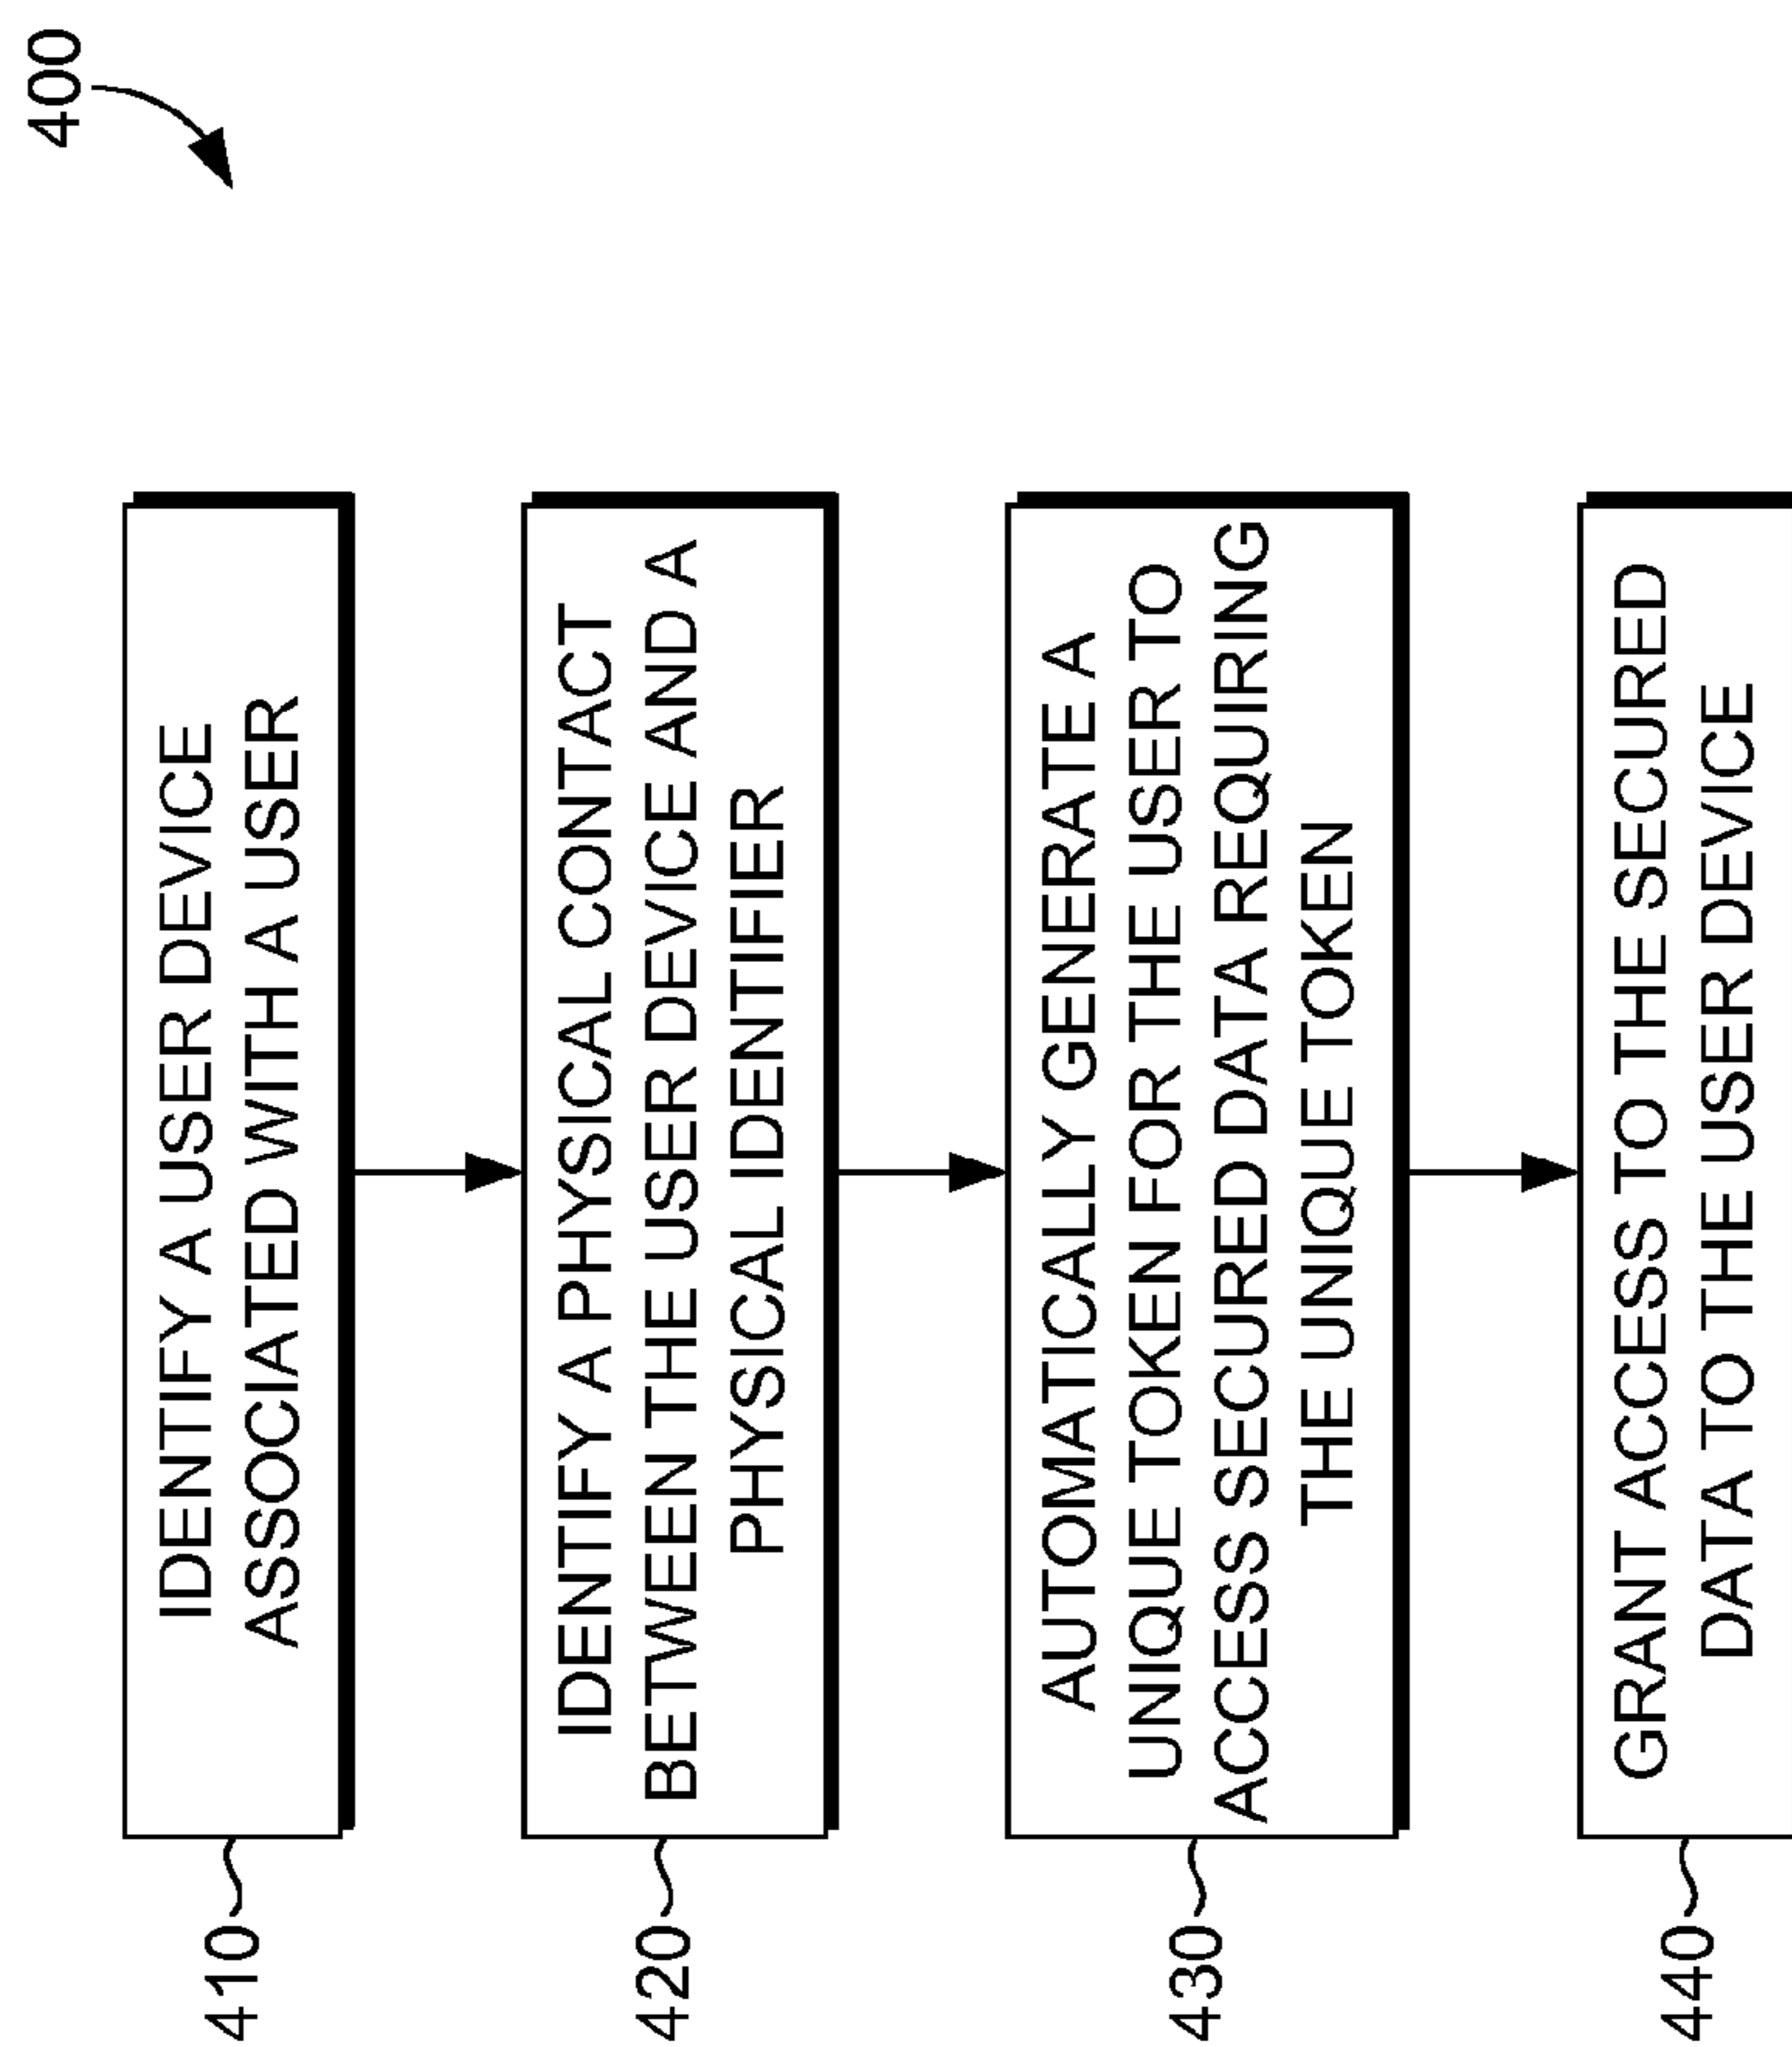 400
410
IDENTIFY A USER DEVICE
ASSOCIATED WITH A USER
420
IDENTIFY A PHYSICAL CONTACT
BETWEEN THE USER DEVICE AND A
PHYSICAL IDENTIFIER
430
AUTOMATICALLY GENERATE A
UNIQUE TOKEN FOR THE USER TO
ACCESS SECURED DATA REQUIRING
THE UNIQUE TOKEN
440
GRANT ACCESS TO THE SECURED
DATA TO THE USER DEVICE